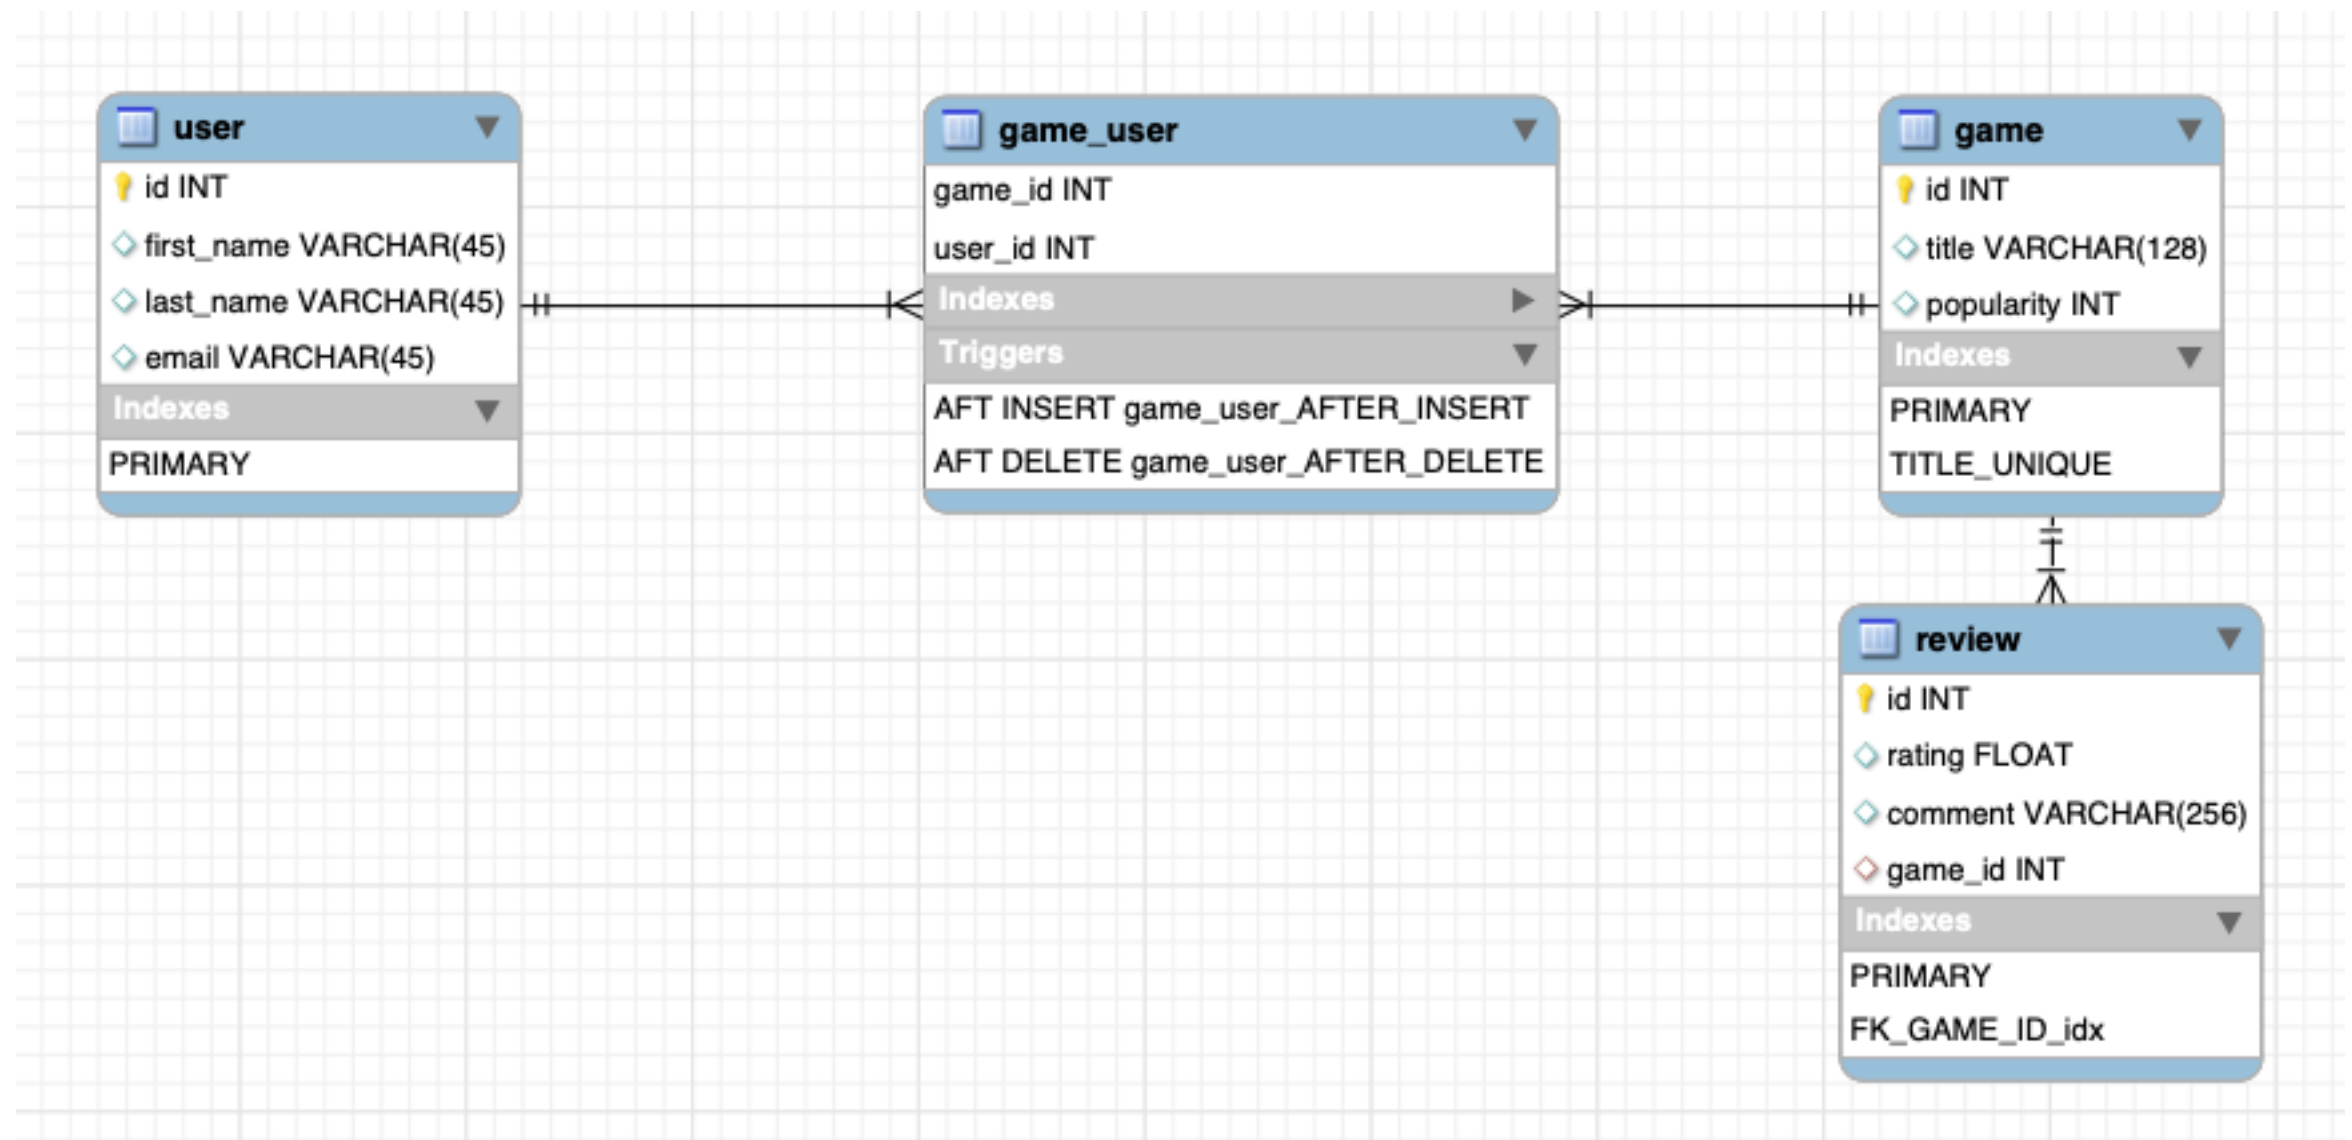 user
id INT
first_name VARCHAR(45)
last_name VARCHAR(45)
email VARCHAR(45)
Indexes
PRIMARY
game_user
game_id INT
user_id INT
Indexes
Triggers
AFT INSERT game_user_AFTER_INSERT
AFT DELETE game_user_AFTER_DELETE
game
id INT
title VARCHAR(128)
popularity INT
Indexes
PRIMARY
TITLE_UNIQUE
review
id INT
rating FLOAT
comment VARCHAR(256)
game_id INT
Indexes
PRIMARY
FK_GAME_ID_idx